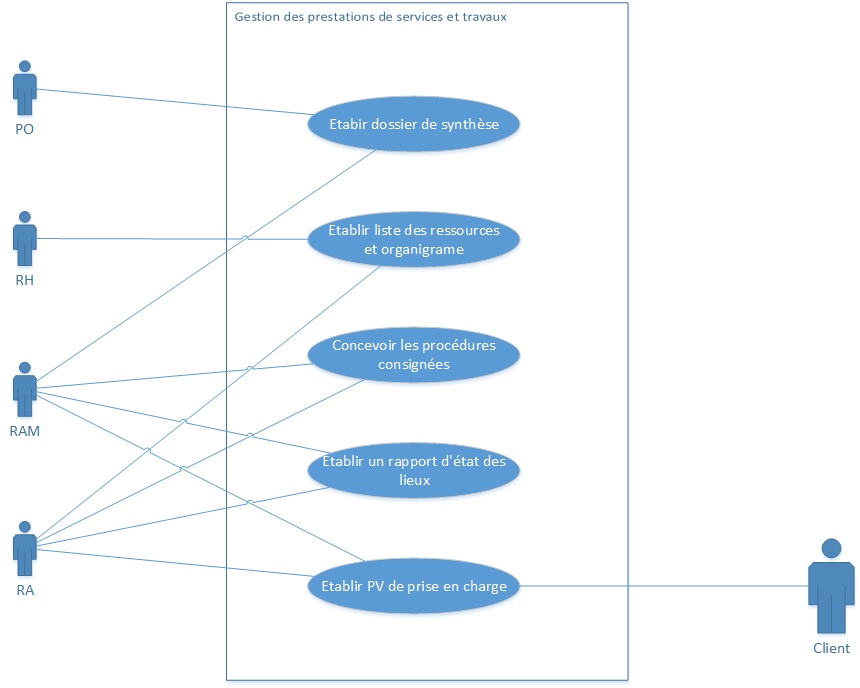 Gestion des prestations de services et travaux
PO
Etabir dossier de synthèse
RH
Etablir liste des ressources
et organigrame
Concevoir les procédures
consignées
RAM
Etablir un rapport d'état des
lieux
RA
Etablir PV de prise en charge
Client